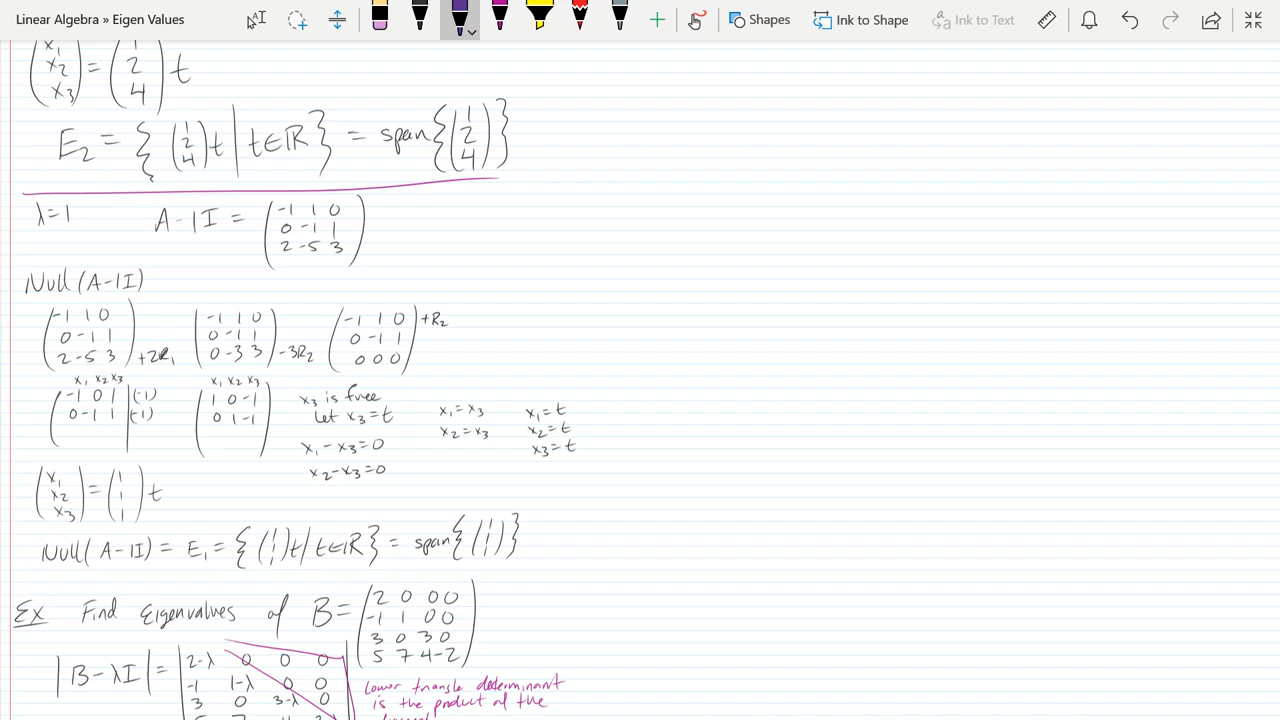 Linear Algebra » Eigen Values
Shapes Ink to Shape Ink to Text
(x₁ x₂ x₃) = (1 2 4) t
E₂ = {(1 2 4)t | t∈ℝ} = span{(1 2 4)}
λ=1 A-1I = (-1 1 0
0 -1 1
2 -5 3)
Null(A-1I)
(-1 1 0 (-1 1 0 (-1 1 0) +R₂
0 -1 1 0 -1 1 0 -1 1
2 -5 3) +2R₁ 0 -3 3) -3R₂ 0 0 0)
x₁ x₂ x₃ x₁ x₂ x₃
(-1 0 1 | (-1) (1 0 -1 x₃ is free
0 -1 1 | (-1) 0 1 -1) Let x₃=t x₁=x₃ x₁=t
x₂=x₃ x₂=t
x₁-x₃=0 x₃=t
x₂-x₃=0
(x₁ x₂ x₃) = (1 1 1) t
Null(A-1I) = E₁ = {(1 1 1)t | t∈ℝ} = span{(1 1 1)}
Ex Find Eigenvalues of B = (2 0 0 0
-1 1 0 0
3 0 3 0
5 7 4 -2)
|B-λI| = |2-λ 0 0 0
-1 1-λ 0 0
3 0 3-λ 0
Lower triangle determinant
is the product of the